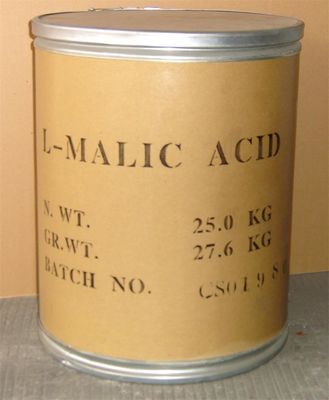 L-MALIC ACID
N. WT. 25.0 KG
GR.WT. 27.6 KG
BATCH NO.